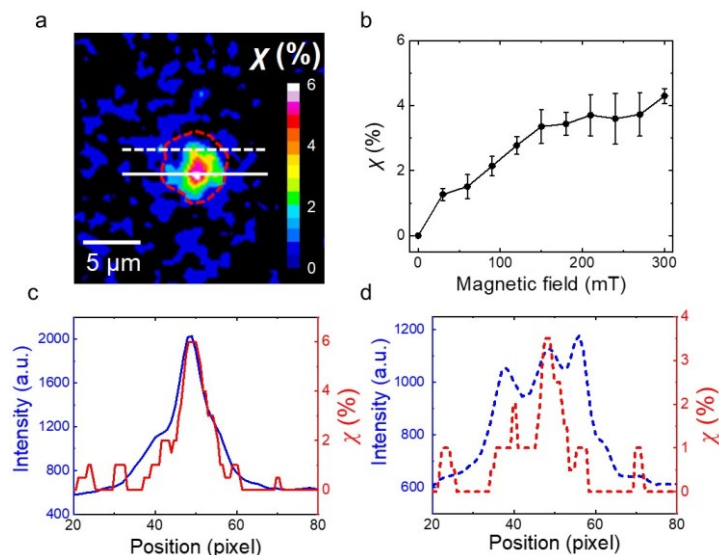 a
χ (%)
6
4
2
0
5 μm
b
6
4
2
0
χ (%)
0
100
200
300
Magnetic field (mT)
c
2000
1600
1200
800
400
Intensity (a.u.)
6
4
2
0
χ (%)
20
40
60
80
Position (pixel)
d
1200
1000
800
600
Intensity (a.u.)
4
3
2
1
0
χ (%)
20
40
60
80
Position (pixel)